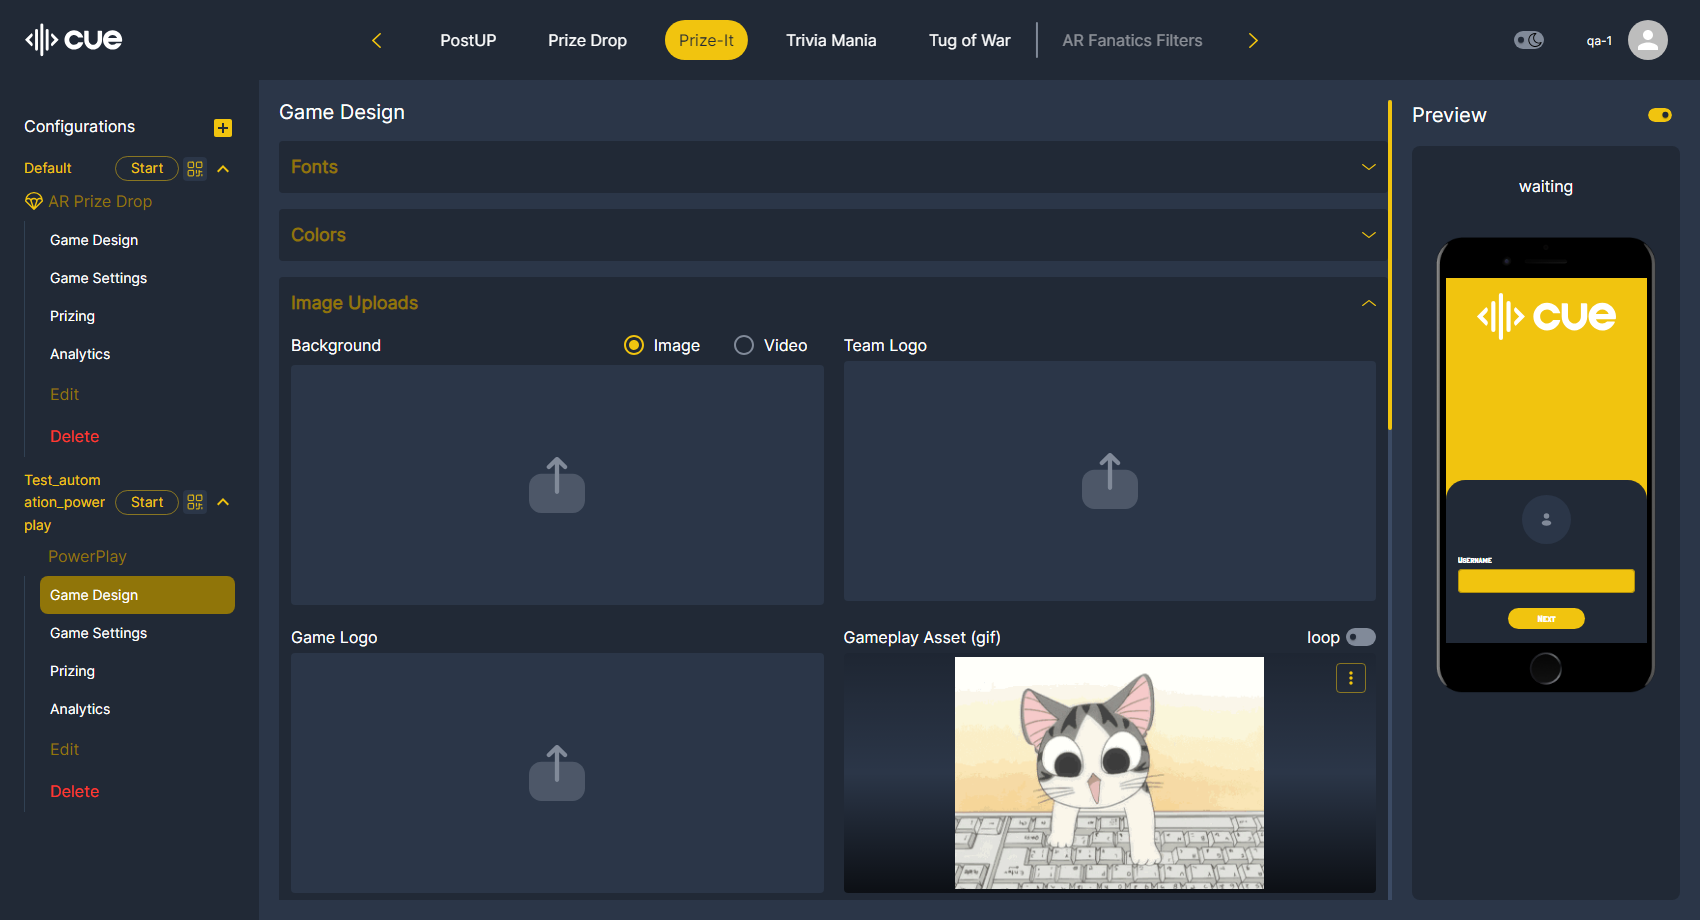 cue
PostUP
Prize Drop
Prize-It
Trivia Mania
Tug of War
AR Fanatics Filters
qa-1
Configurations
Default
Start
AR Prize Drop
Game Design
Game Settings
Prizing
Analytics
Edit
Delete
Test_autom
ation_power
play
Start
PowerPlay
Game Design
Game Settings
Prizing
Analytics
Edit
Delete
Game Design
Fonts
Colors
Image Uploads
Background
Image
Video
Team Logo
Game Logo
Gameplay Asset (gif)
loop
Preview
waiting
cue
Username
Next